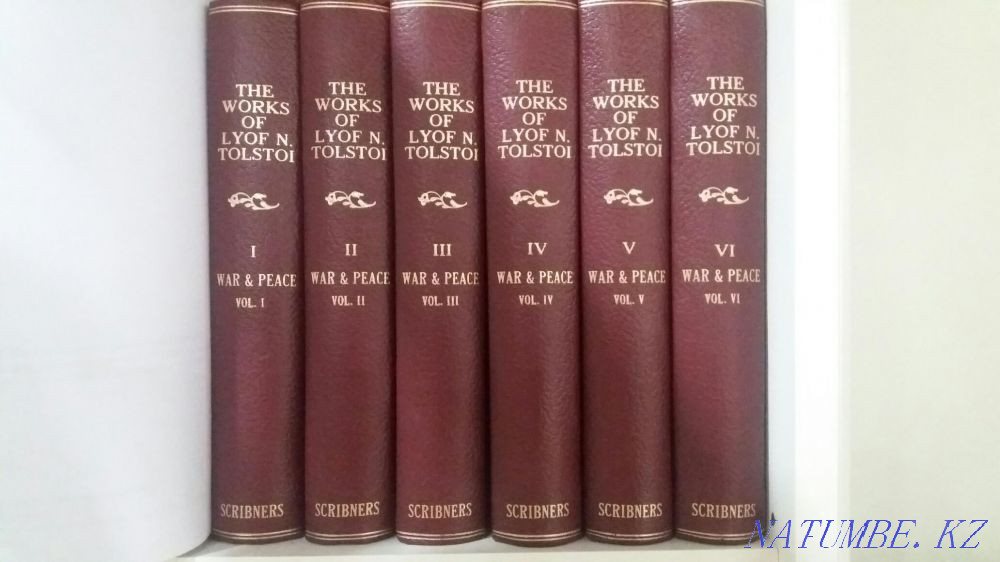 THE
WORKS
OF
LYOF N.
TOLSTOI
I
WAR & PEACE
VOL. I
SCRIBNERS
THE
WORKS
OF
LYOF N.
TOLSTOI
II
WAR & PEACE
VOL. II
SCRIBNERS
THE
WORKS
OF
LYOF N.
TOLSTOI
III
WAR & PEACE
VOL. III
SCRIBNERS
THE
WORKS
OF
LYOF N.
TOLSTOI
IV
WAR & PEACE
VOL. IV
SCRIBNERS
THE
WORKS
OF
LYOF N.
TOLSTOI
V
WAR & PEACE
VOL. V
SCRIBNERS
THE
WORKS
OF
LYOF N.
TOLSTOI
VI
WAR & PEACE
VOL. VI
SCRIBNERS
NATUMBE.KZ